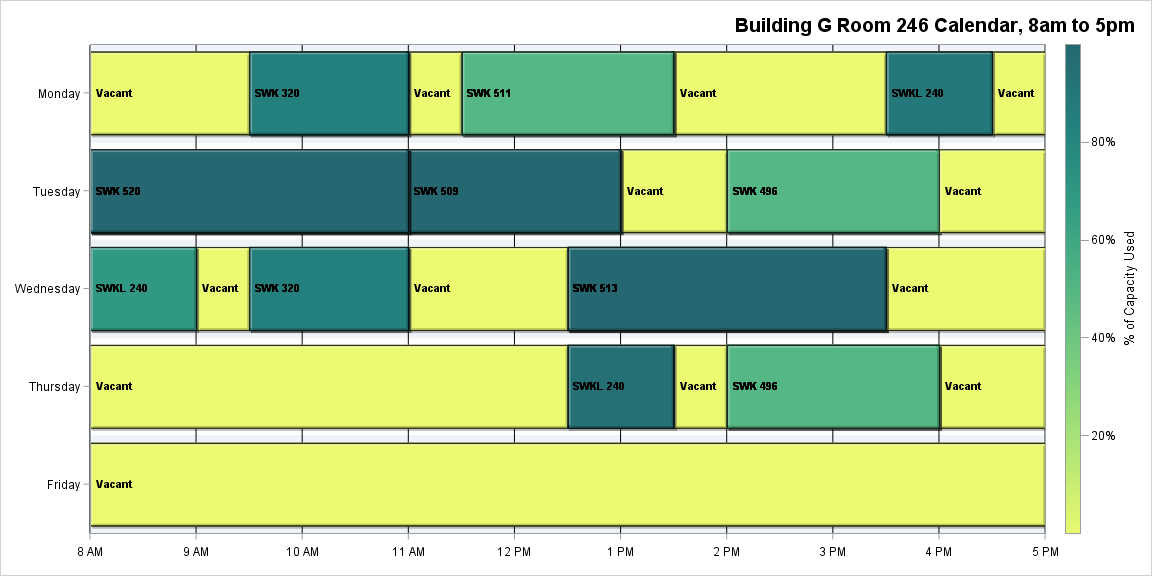 Building G Room 246 Calendar, 8am to 5pm
Monday
Vacant
SWK 320
Vacant
SWK 511
Vacant
SWKL 240
Vacant
Tuesday
SWK 520
SWK 509
Vacant
SWK 496
Vacant
Wednesday
SWKL 240
Vacant
SWK 320
Vacant
SWK 513
Vacant
Thursday
Vacant
SWKL 240
Vacant
SWK 496
Vacant
Friday
Vacant
8 AM
9 AM
10 AM
11 AM
12 PM
1 PM
2 PM
3 PM
4 PM
5 PM
80%
60%
40%
20%
% of Capacity Used